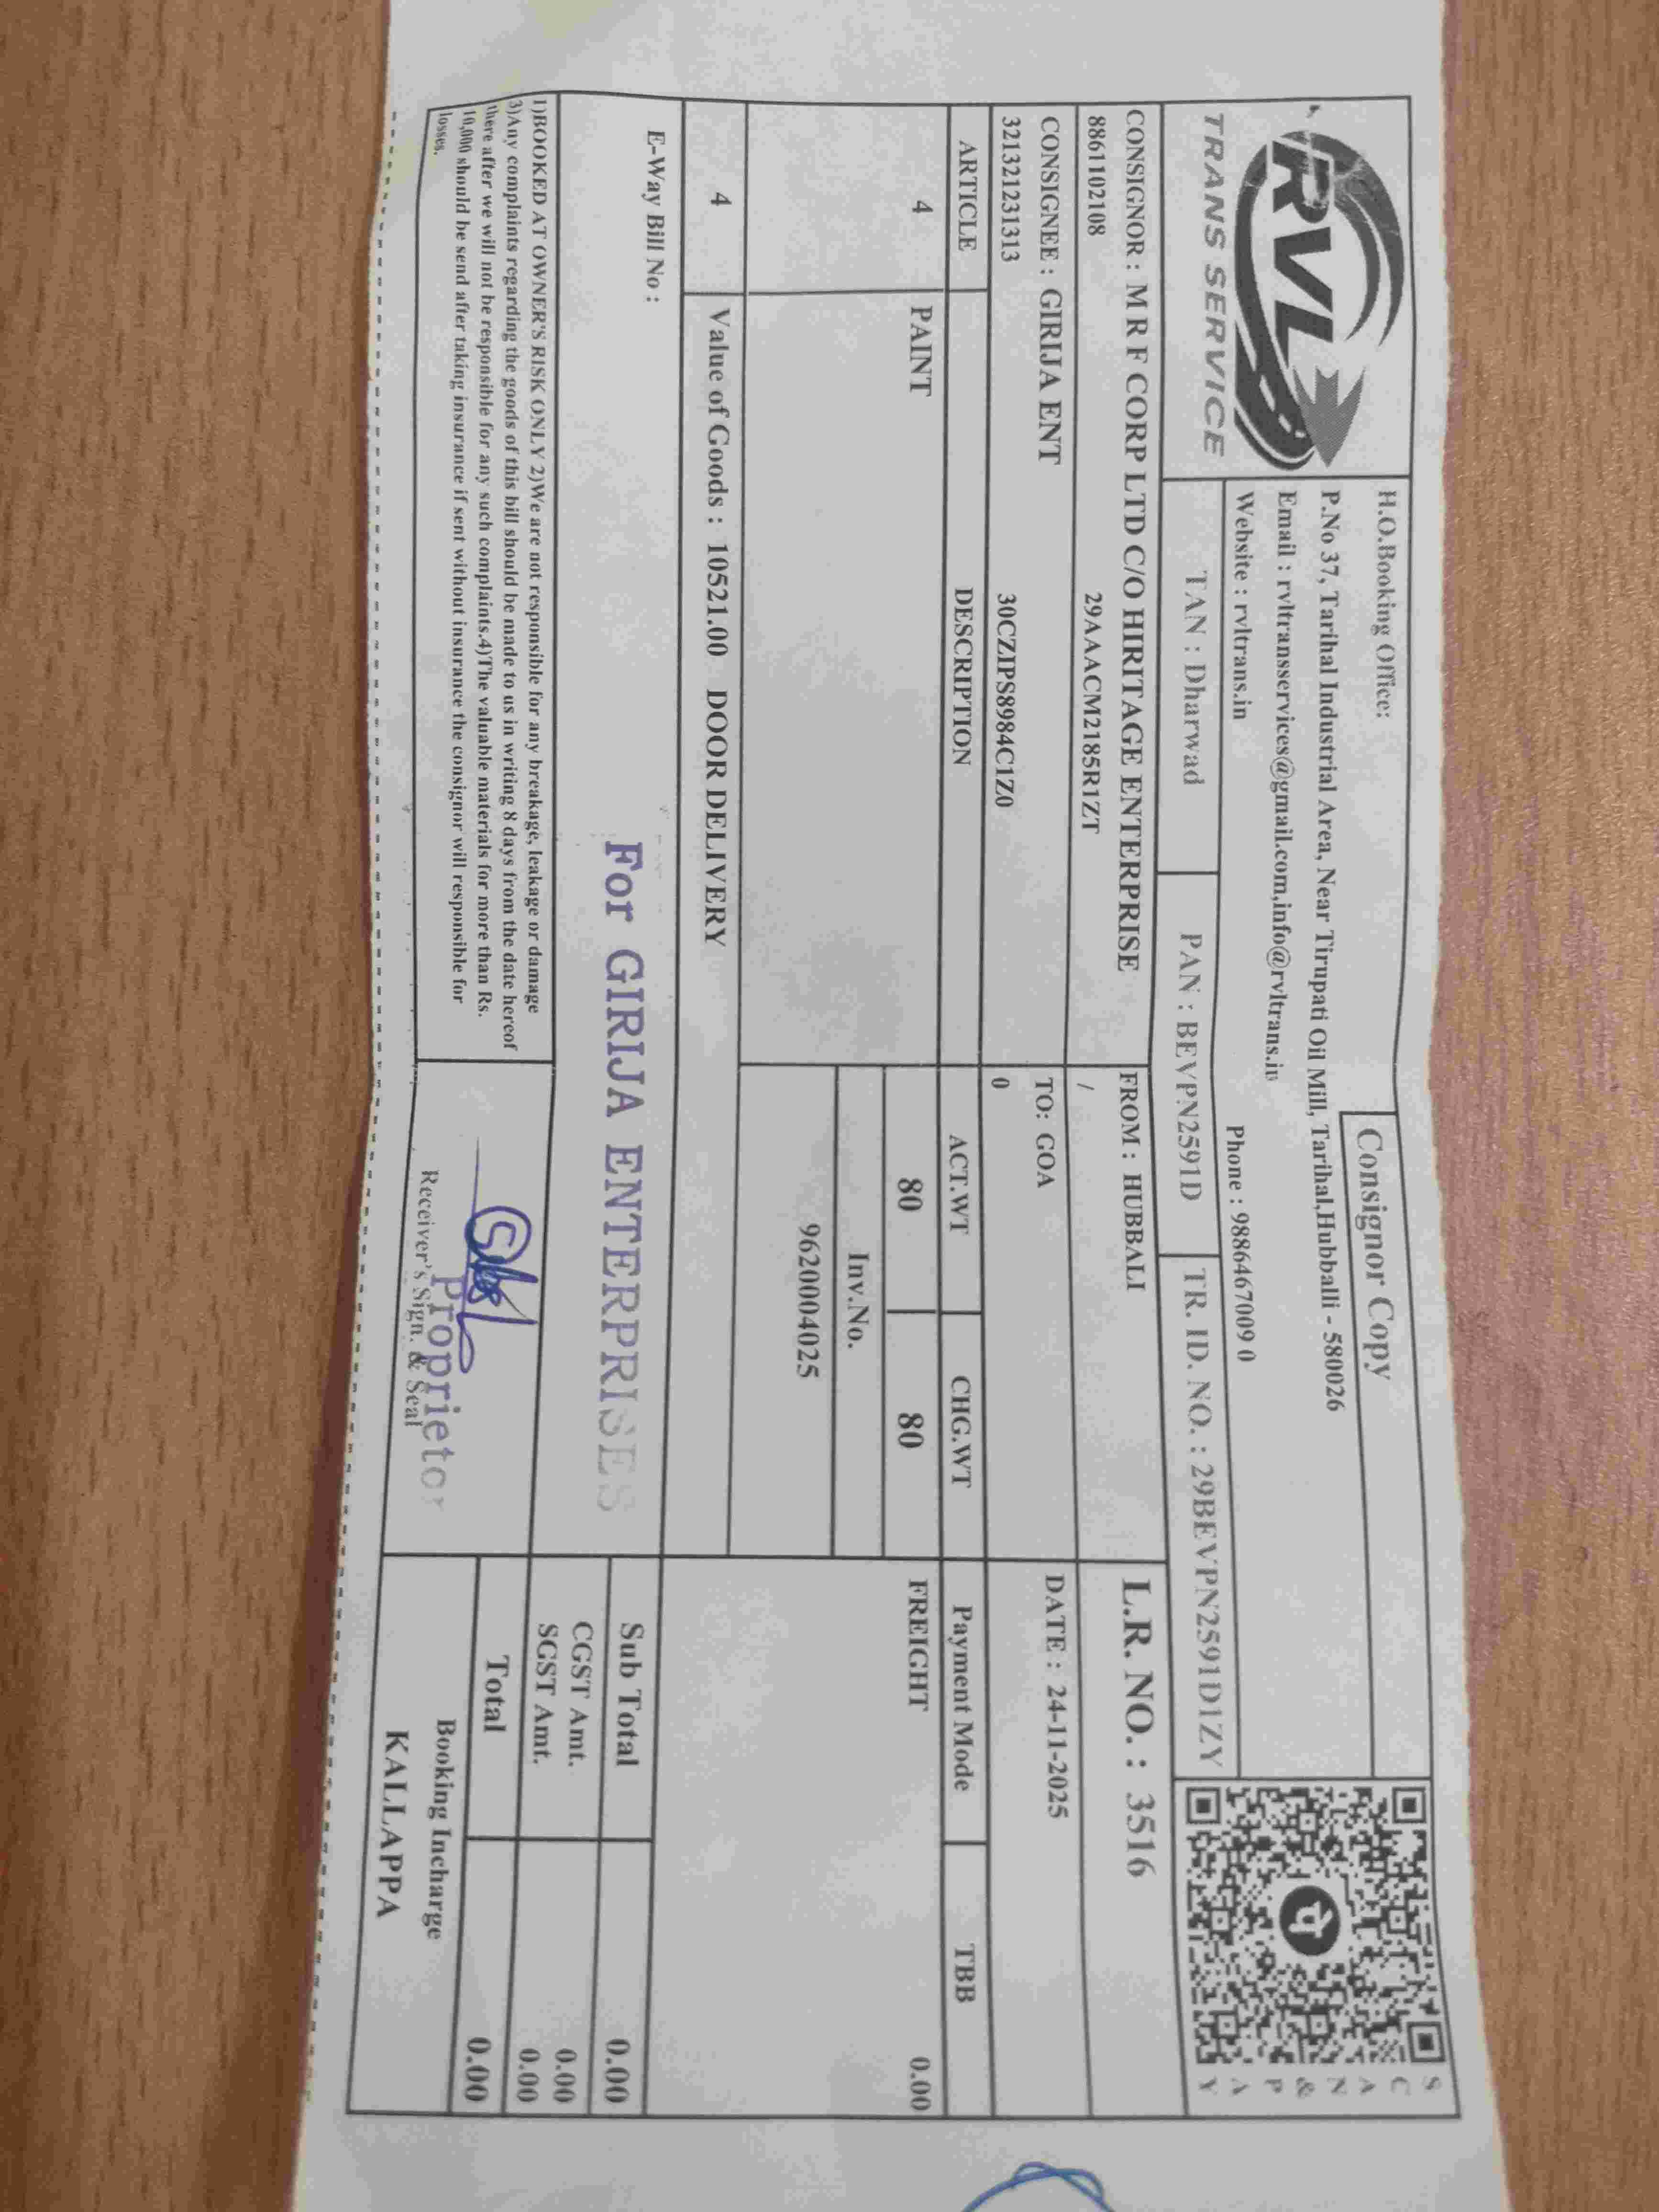 RVL
TRANS SERVICE
H.O.Booking Office:
Consignor Copy
P.No 37, Tarihal Industrial Area, Near Tirupati Oil Mill, Tarihal,Hubballi - 580026
Email : rvltransservices@gmail.com,info@rvltrans.in
Website : rvltrans.in Phone : 9886467009 0
SCAN & PAY
TAN : Dharwad PAN : BEVPN2591D TR. ID. NO. : 29BEVPN2591D1ZY
CONSIGNOR : M R F CORP LTD C/O HIRITAGE ENTERPRISE FROM : HUBBALI L.R. NO. : 3516
8861102108 29AAACM2185R1ZT /
CONSIGNEE : GIRIJA ENT TO: GOA DATE : 24-11-2025
321321231313 30CZIPS8984C1Z0 0
ARTICLE DESCRIPTION ACT.WT CHG.WT Payment Mode TBB
4 PAINT 80 80 FREIGHT 0.00
Inv.No.
9620004025
4 Value of Goods : 10521.00 DOOR DELIVERY
E-Way Bill No :
For GIRIJA ENTERPRISES
Sub Total 0.00
CGST Amt. 0.00
SGST Amt. 0.00
Total 0.00
1)BOOKED AT OWNER'S RISK ONLY 2)We are not responsible for any breakage, leakage or damage
3)Any complaints regarding the goods of this bill should be made to us in writing 8 days from the date hereof
there after we will not be responsible for any such complaints.4)The valuable materials for more than Rs.
10,000 should be send after taking insurance if sent without insurance the consignor will responsible for
losses.
Proprietor
Receiver's Sign. & Seal
Booking Incharge
KALLAPPA